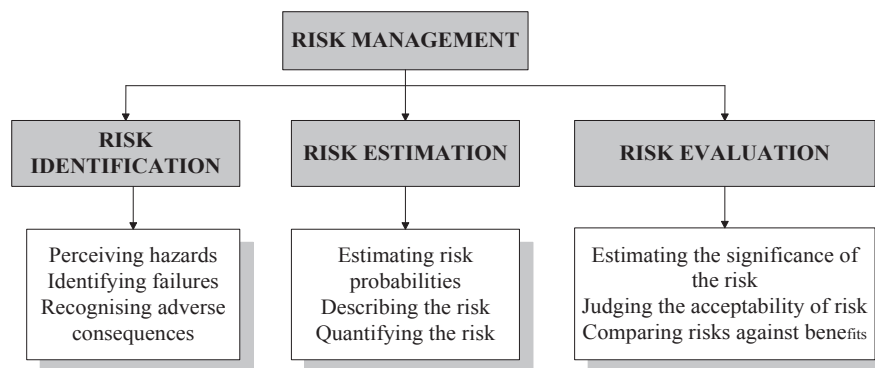 RISK MANAGEMENT
RISK
IDENTIFICATION
RISK ESTIMATION
RISK EVALUATION
Perceiving hazards
Identifying failures
Recognising adverse
consequences
Estimating risk
probabilities
Describing the risk
Quantifying the risk
Estimating the significance of
the risk
Judging the acceptability of risk
Comparing risks against benefits